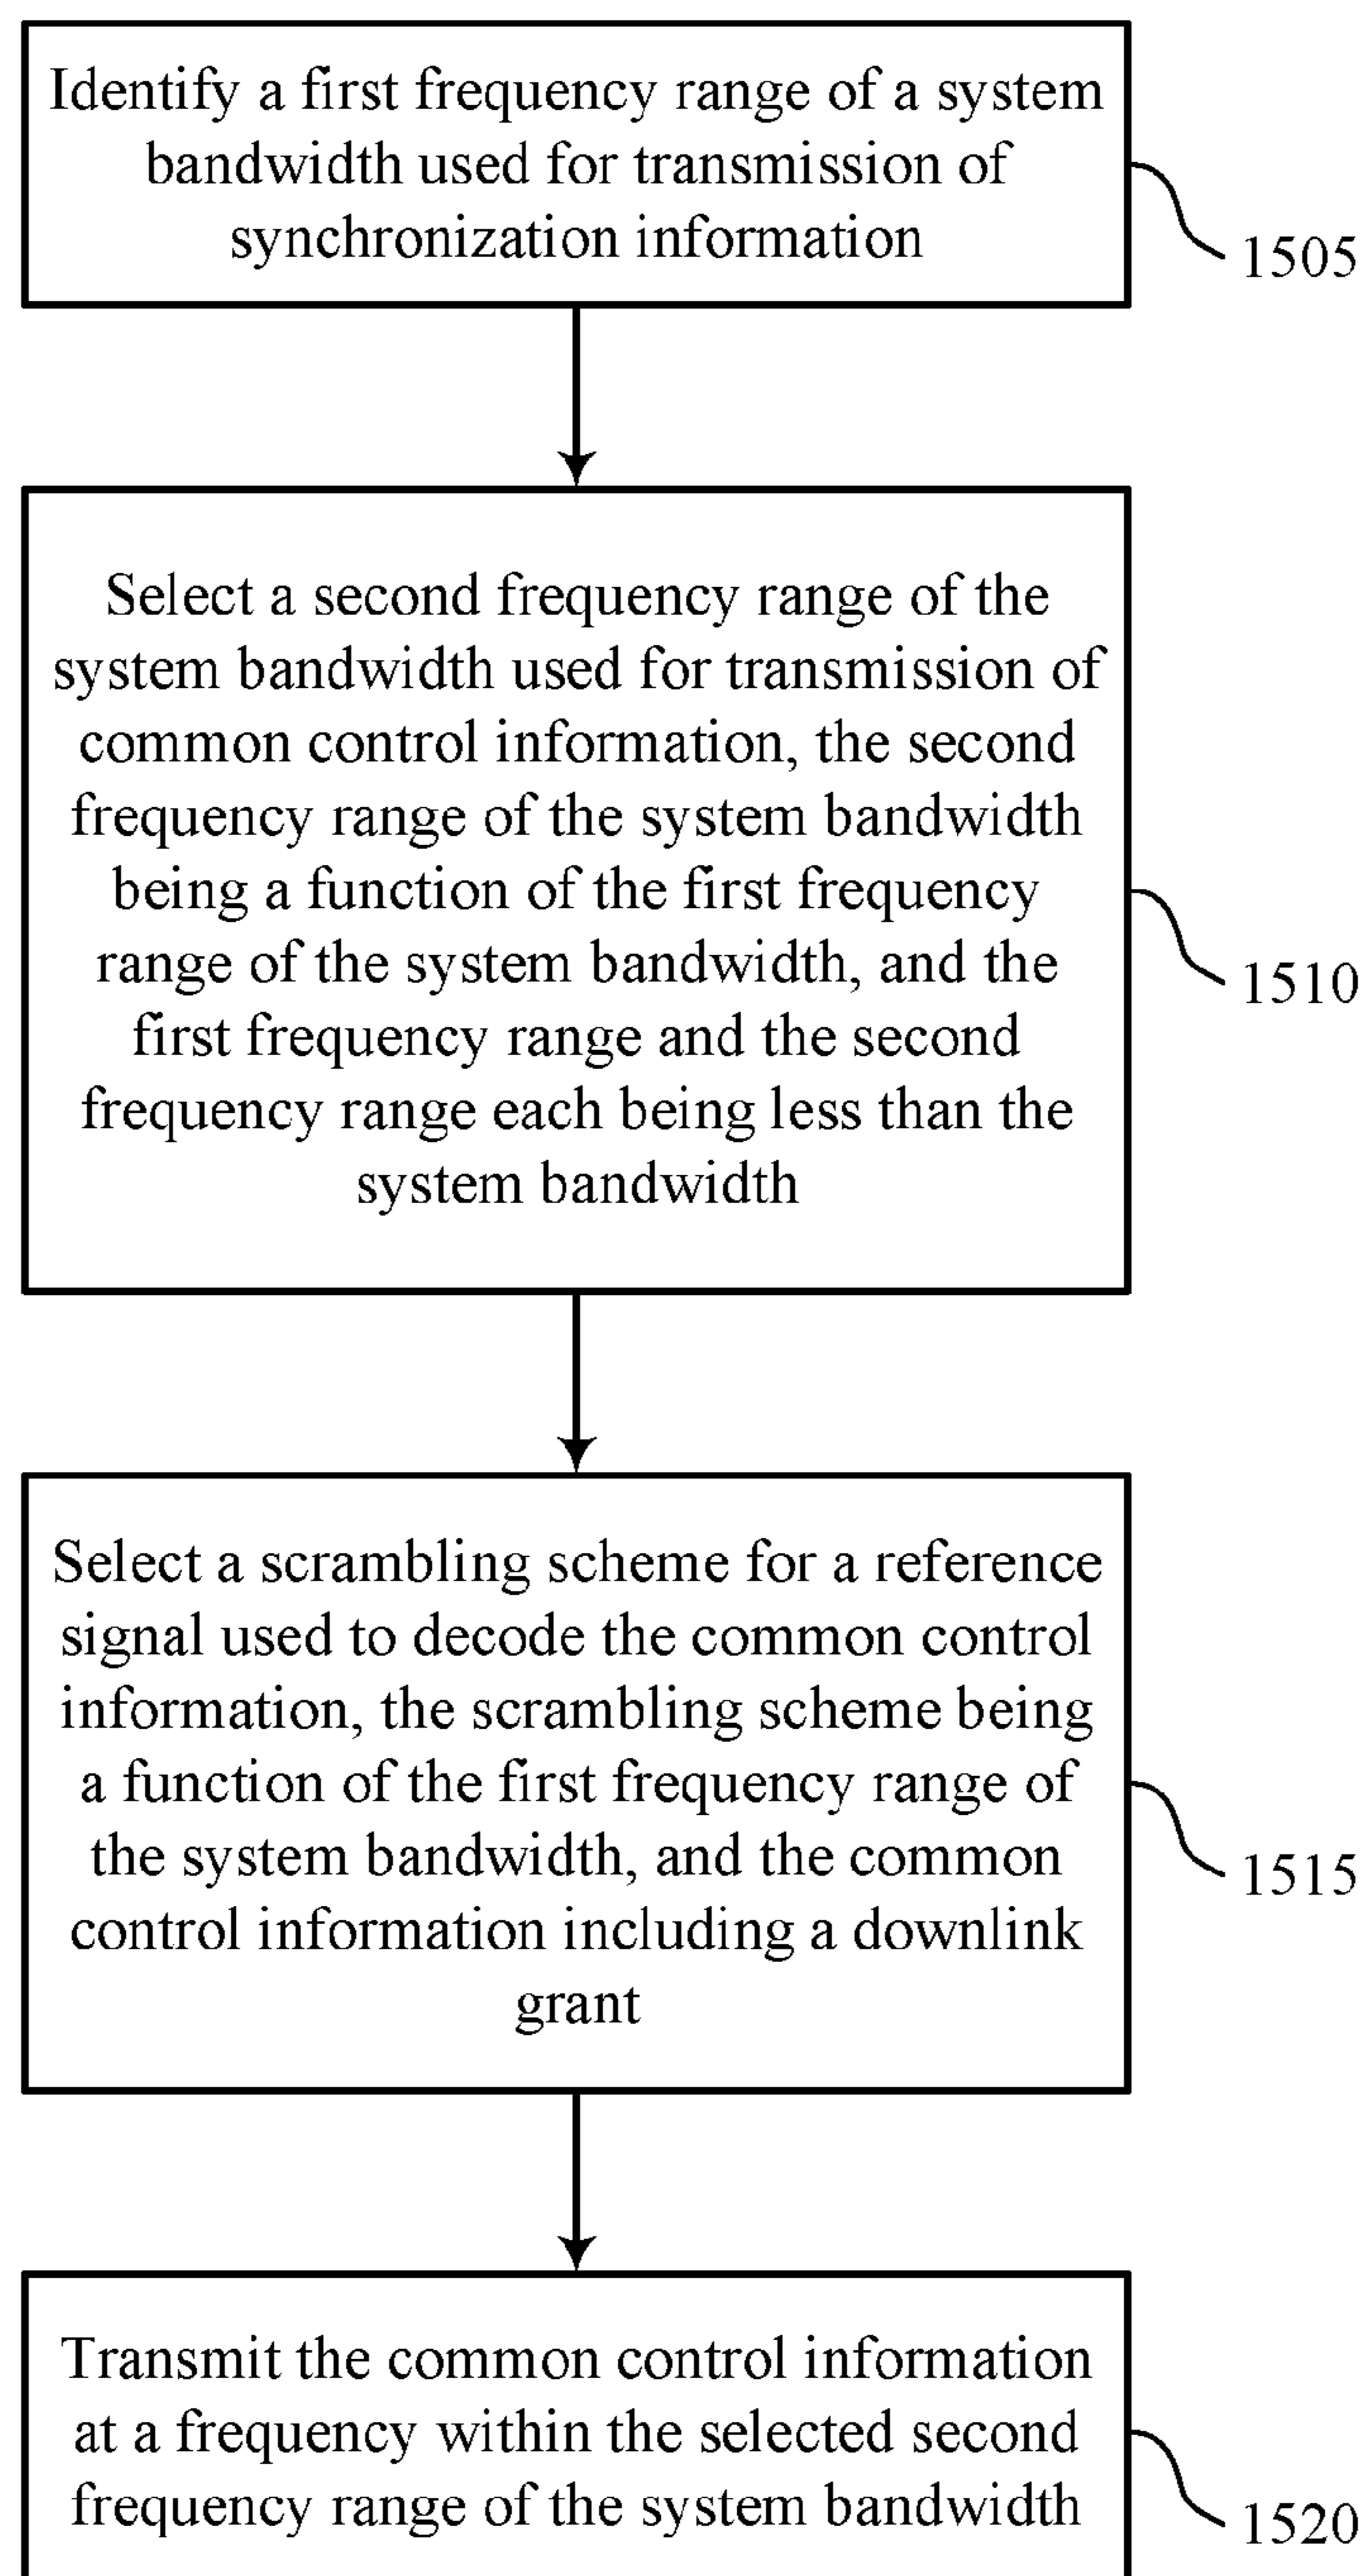 Identify a first frequency range of a system
bandwidth used for transmission of
synchronization information
1505
Select a second frequency range of the
system bandwidth used for transmission of
common control information, the second
frequency range of the system bandwidth
being a function of the first frequency
range of the system bandwidth, and the
first frequency range and the second
frequency range each being less than the
system bandwidth
1510
Select a scrambling scheme for a reference
signal used to decode the common control
information, the scrambling scheme being
a function of the first frequency range of
the system bandwidth, and the common
control information including a downlink
grant
1515
Transmit the common control information
at a frequency within the selected second
frequency range of the system bandwidth
1520